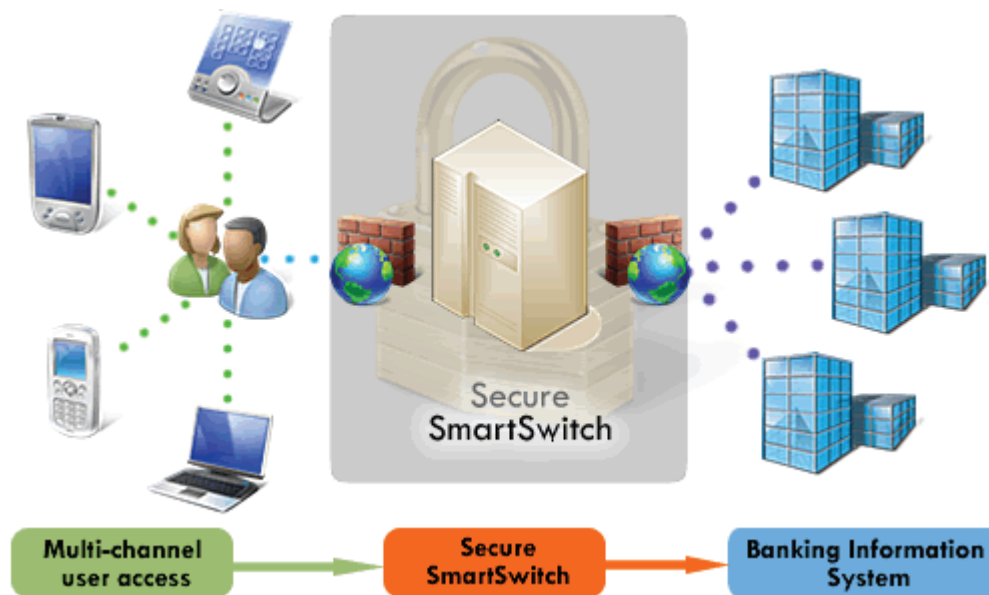 Secure
SmartSwitch
Multi-channel
user access
Secure
SmartSwitch
Banking Information
System